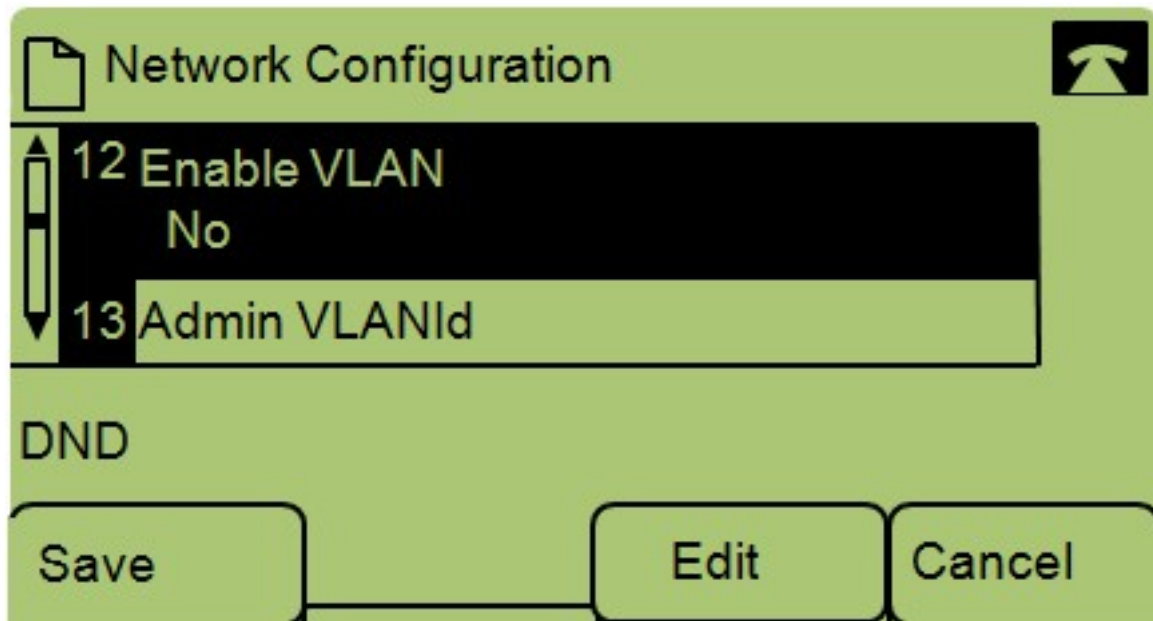 Network Configuration
12 Enable VLAN
No
13 Admin VLANId
DND
Save Edit Cancel